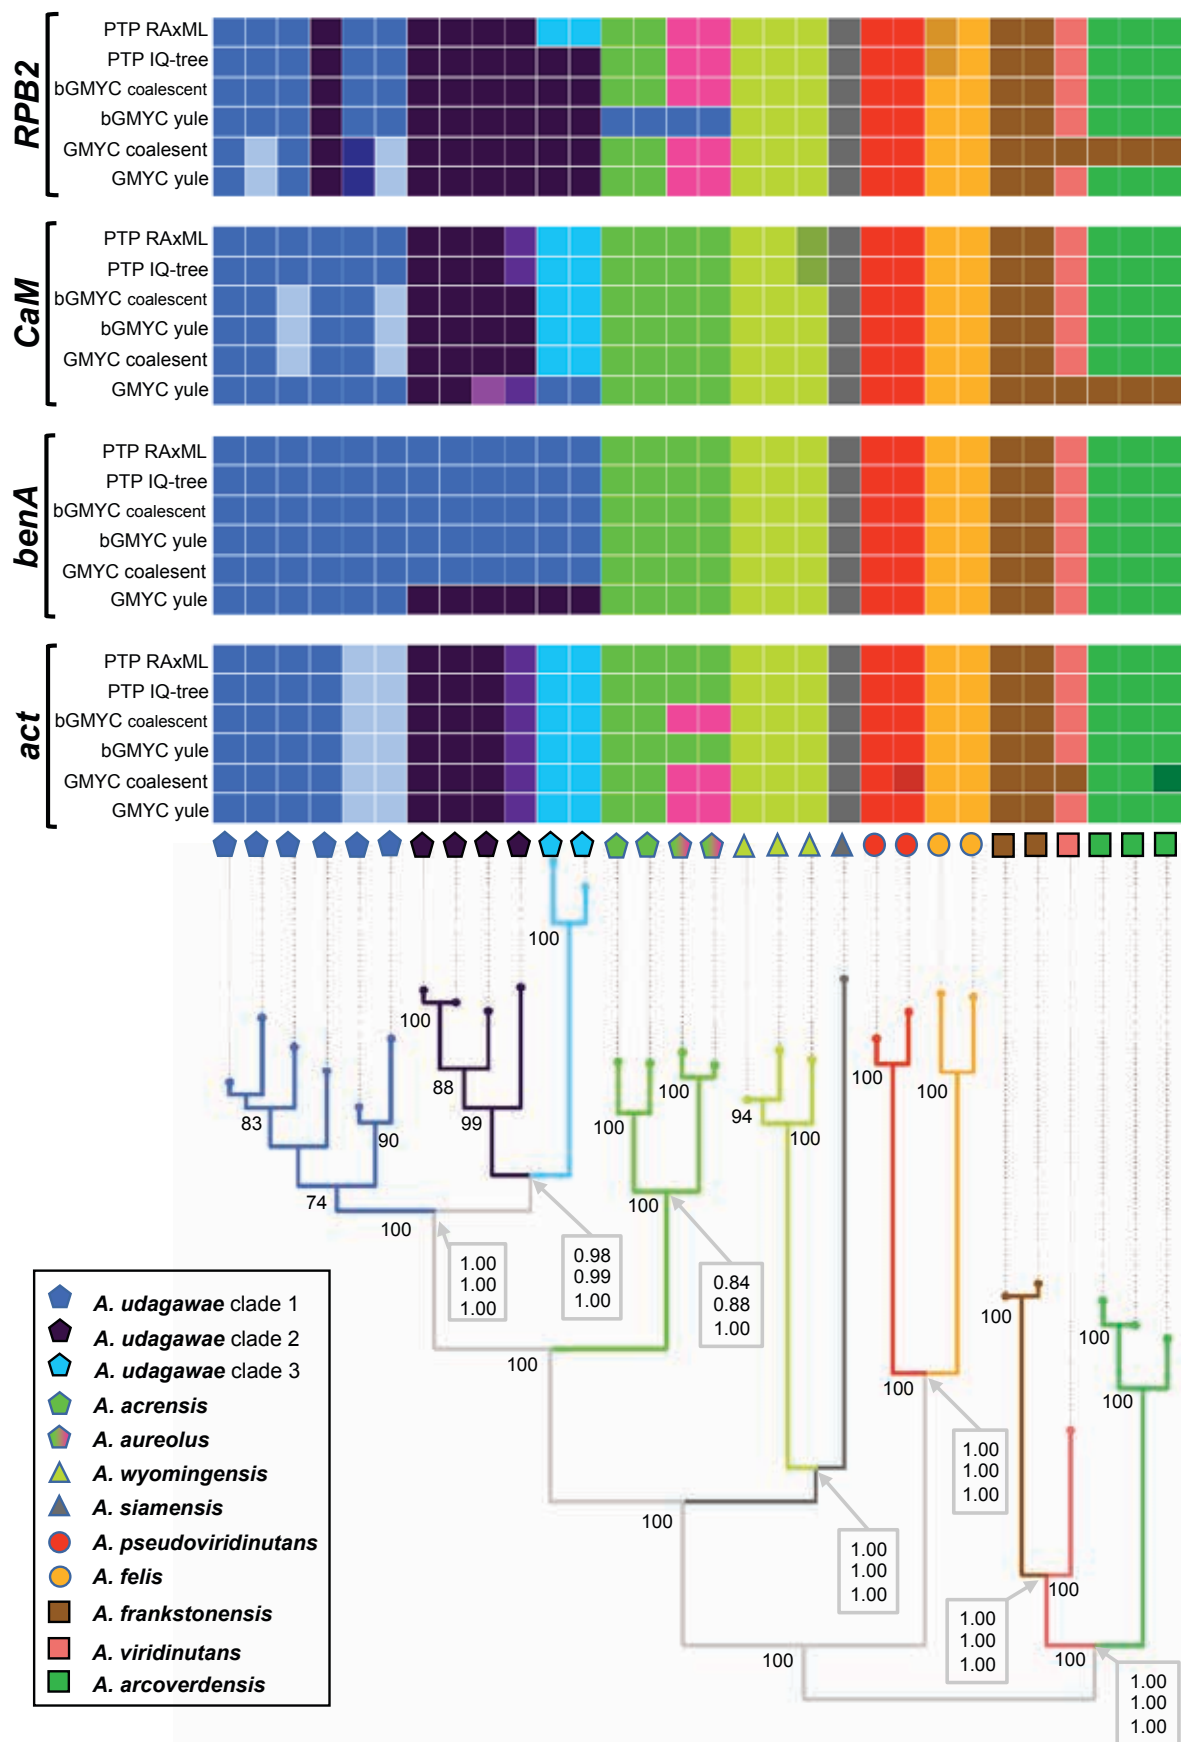 RPB2
PTP RAxML
PTP IQ-tree
bGMYC coalescent
bGMYC yule
GMYC coalesent
GMYC yule
CaM
PTP RAxML
PTP IQ-tree
bGMYC coalescent
bGMYC yule
GMYC coalesent
GMYC yule
benA
PTP RAxML
PTP IQ-tree
bGMYC coalescent
bGMYC yule
GMYC coalesent
GMYC yule
act
PTP RAxML
PTP IQ-tree
bGMYC coalescent
bGMYC yule
GMYC coalesent
GMYC yule
100
100
88
83
99
90
74
100
100
100
100
94
100
100
100
100
100
100
100
100
100
100
100
100
1.00
1.00
1.00
0.98
0.99
1.00
0.84
0.88
1.00
1.00
1.00
1.00
1.00
1.00
1.00
1.00
1.00
1.00
1.00
1.00
1.00
A. udagawae clade 1
A. udagawae clade 2
A. udagawae clade 3
A. acrensis
A. aureolus
A. wyomingensis
A. siamensis
A. pseudoviridinutans
A. felis
A. frankstonensis
A. viridinutans
A. arcoverdensis